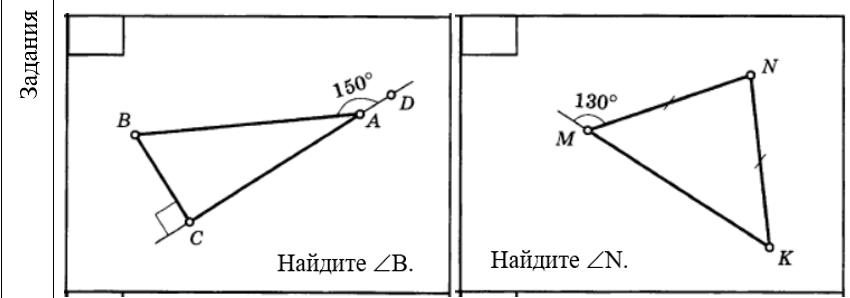 Задания
150°
B
D
A
C
Найдите ∠B.
130°
N
M
K
Найдите ∠N.